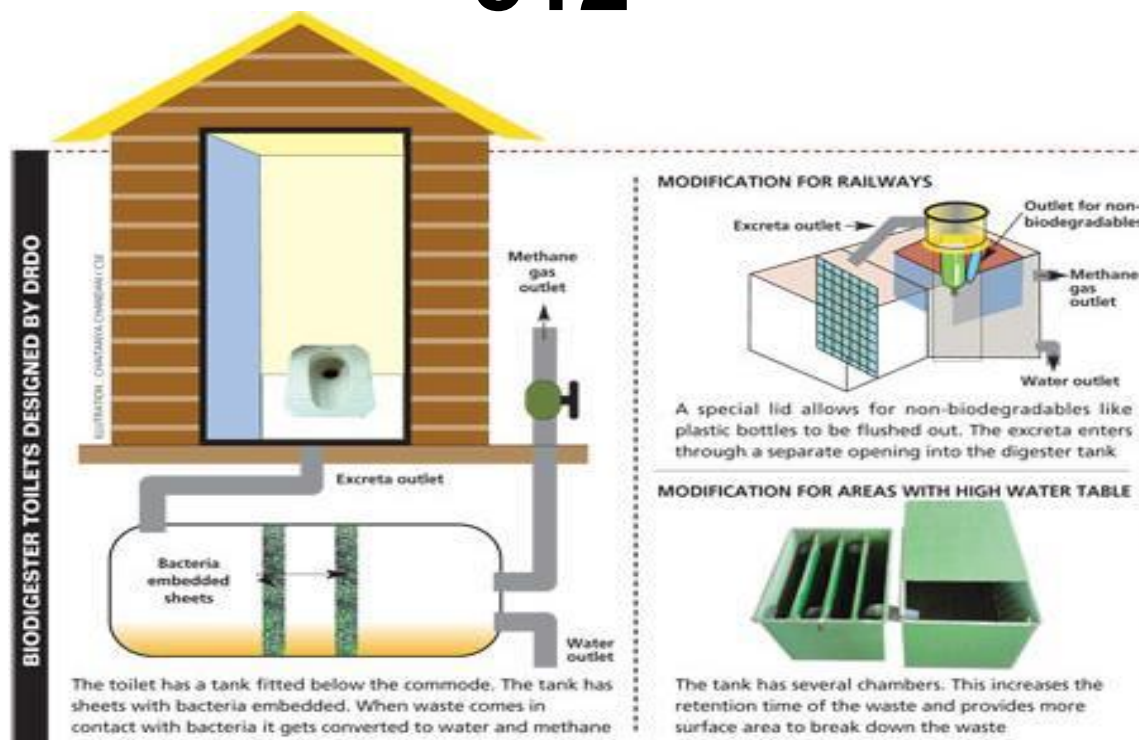 BIODIGESTER TOILETS DESIGNED BY DRDO
Methane
gas
outlet
Excreta outlet
Bacteria
embedded
sheets
Water
outlet
The toilet has a tank fitted below the commode. The tank has
sheets with bacteria embedded. When waste comes in
contact with bacteria it gets converted to water and methane
MODIFICATION FOR RAILWAYS
Excreta outlet
Outlet for non-
biodegradables
Methane
gas
outlet
Water outlet
A special lid allows for non-biodegradables like
plastic bottles to be flushed out. The excreta enters
through a separate opening into the digester tank
MODIFICATION FOR AREAS WITH HIGH WATER TABLE
The tank has several chambers. This increases the
retention time of the waste and provides more
surface area to break down the waste